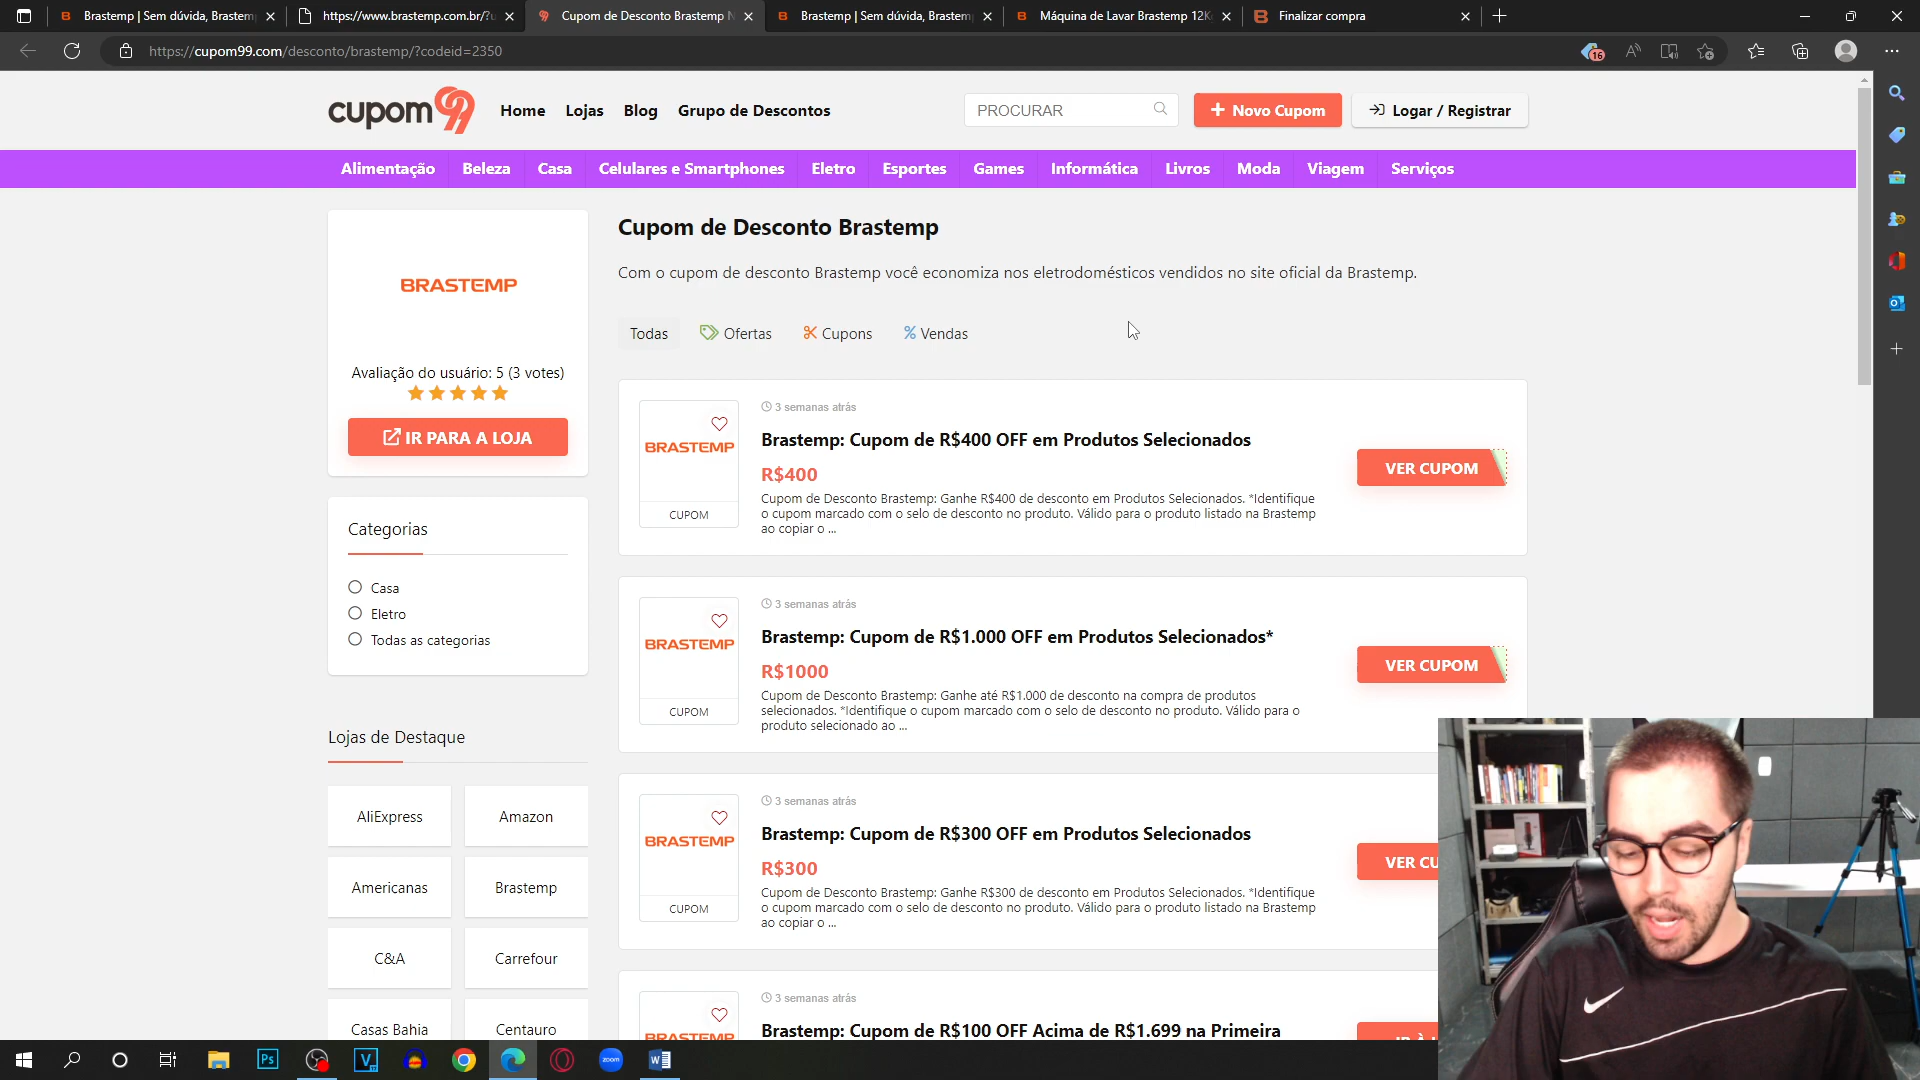 Brastemp | Sem dúvida, Brastem
https://www.brastemp.com.br/?u
Cupom de Desconto Brastemp N
Brastemp | Sem dúvida, Brastem
Máquina de Lavar Brastemp 12K
Finalizar compra
https://cupom99.com/desconto/brastemp/?codeid=2350
16
cupom99
Home
Lojas
Blog
Grupo de Descontos
PROCURAR
Novo Cupom
Logar / Registrar
Alimentação
Beleza
Casa
Celulares e Smartphones
Eletro
Esportes
Games
Informática
Livros
Moda
Viagem
Serviços
BRASTEMP
Avaliação do usuário: 5 (3 votes)
IR PARA A LOJA
Categorias
Casa
Eletro
Todas as categorias
Lojas de Destaque
AliExpress
Amazon
Americanas
Brastemp
C&A
Carrefour
Casas Bahia
Centauro
Cupom de Desconto Brastemp
Com o cupom de desconto Brastemp você economiza nos eletrodomésticos vendidos no site oficial da Brastemp.
Todas
Ofertas
Cupons
Vendas
BRASTEMP
CUPOM
3 semanas atrás
Brastemp: Cupom de R$400 OFF em Produtos Selecionados
R$400
Cupom de Desconto Brastemp: Ganhe R$400 de desconto em Produtos Selecionados. *Identifique
o cupom marcado com o selo de desconto no produto. Válido para o produto listado na Brastemp
ao copiar o ...
VER CUPOM
BRASTEMP
CUPOM
3 semanas atrás
Brastemp: Cupom de R$1.000 OFF em Produtos Selecionados*
R$1000
Cupom de Desconto Brastemp: Ganhe até R$1.000 de desconto na compra de produtos
selecionados. *Identifique o cupom marcado com o selo de desconto no produto. Válido para o
produto selecionado ao ...
VER CUPOM
BRASTEMP
CUPOM
3 semanas atrás
Brastemp: Cupom de R$300 OFF em Produtos Selecionados
R$300
Cupom de Desconto Brastemp: Ganhe R$300 de desconto em Produtos Selecionados. *Identifique
o cupom marcado com o selo de desconto no produto. Válido para o produto listado na Brastemp
ao copiar o ...
VER CU
BRASTEMP
3 semanas atrás
Brastemp: Cupom de R$100 OFF Acima de R$1.699 na Primeira
Ps
V
zoom
W